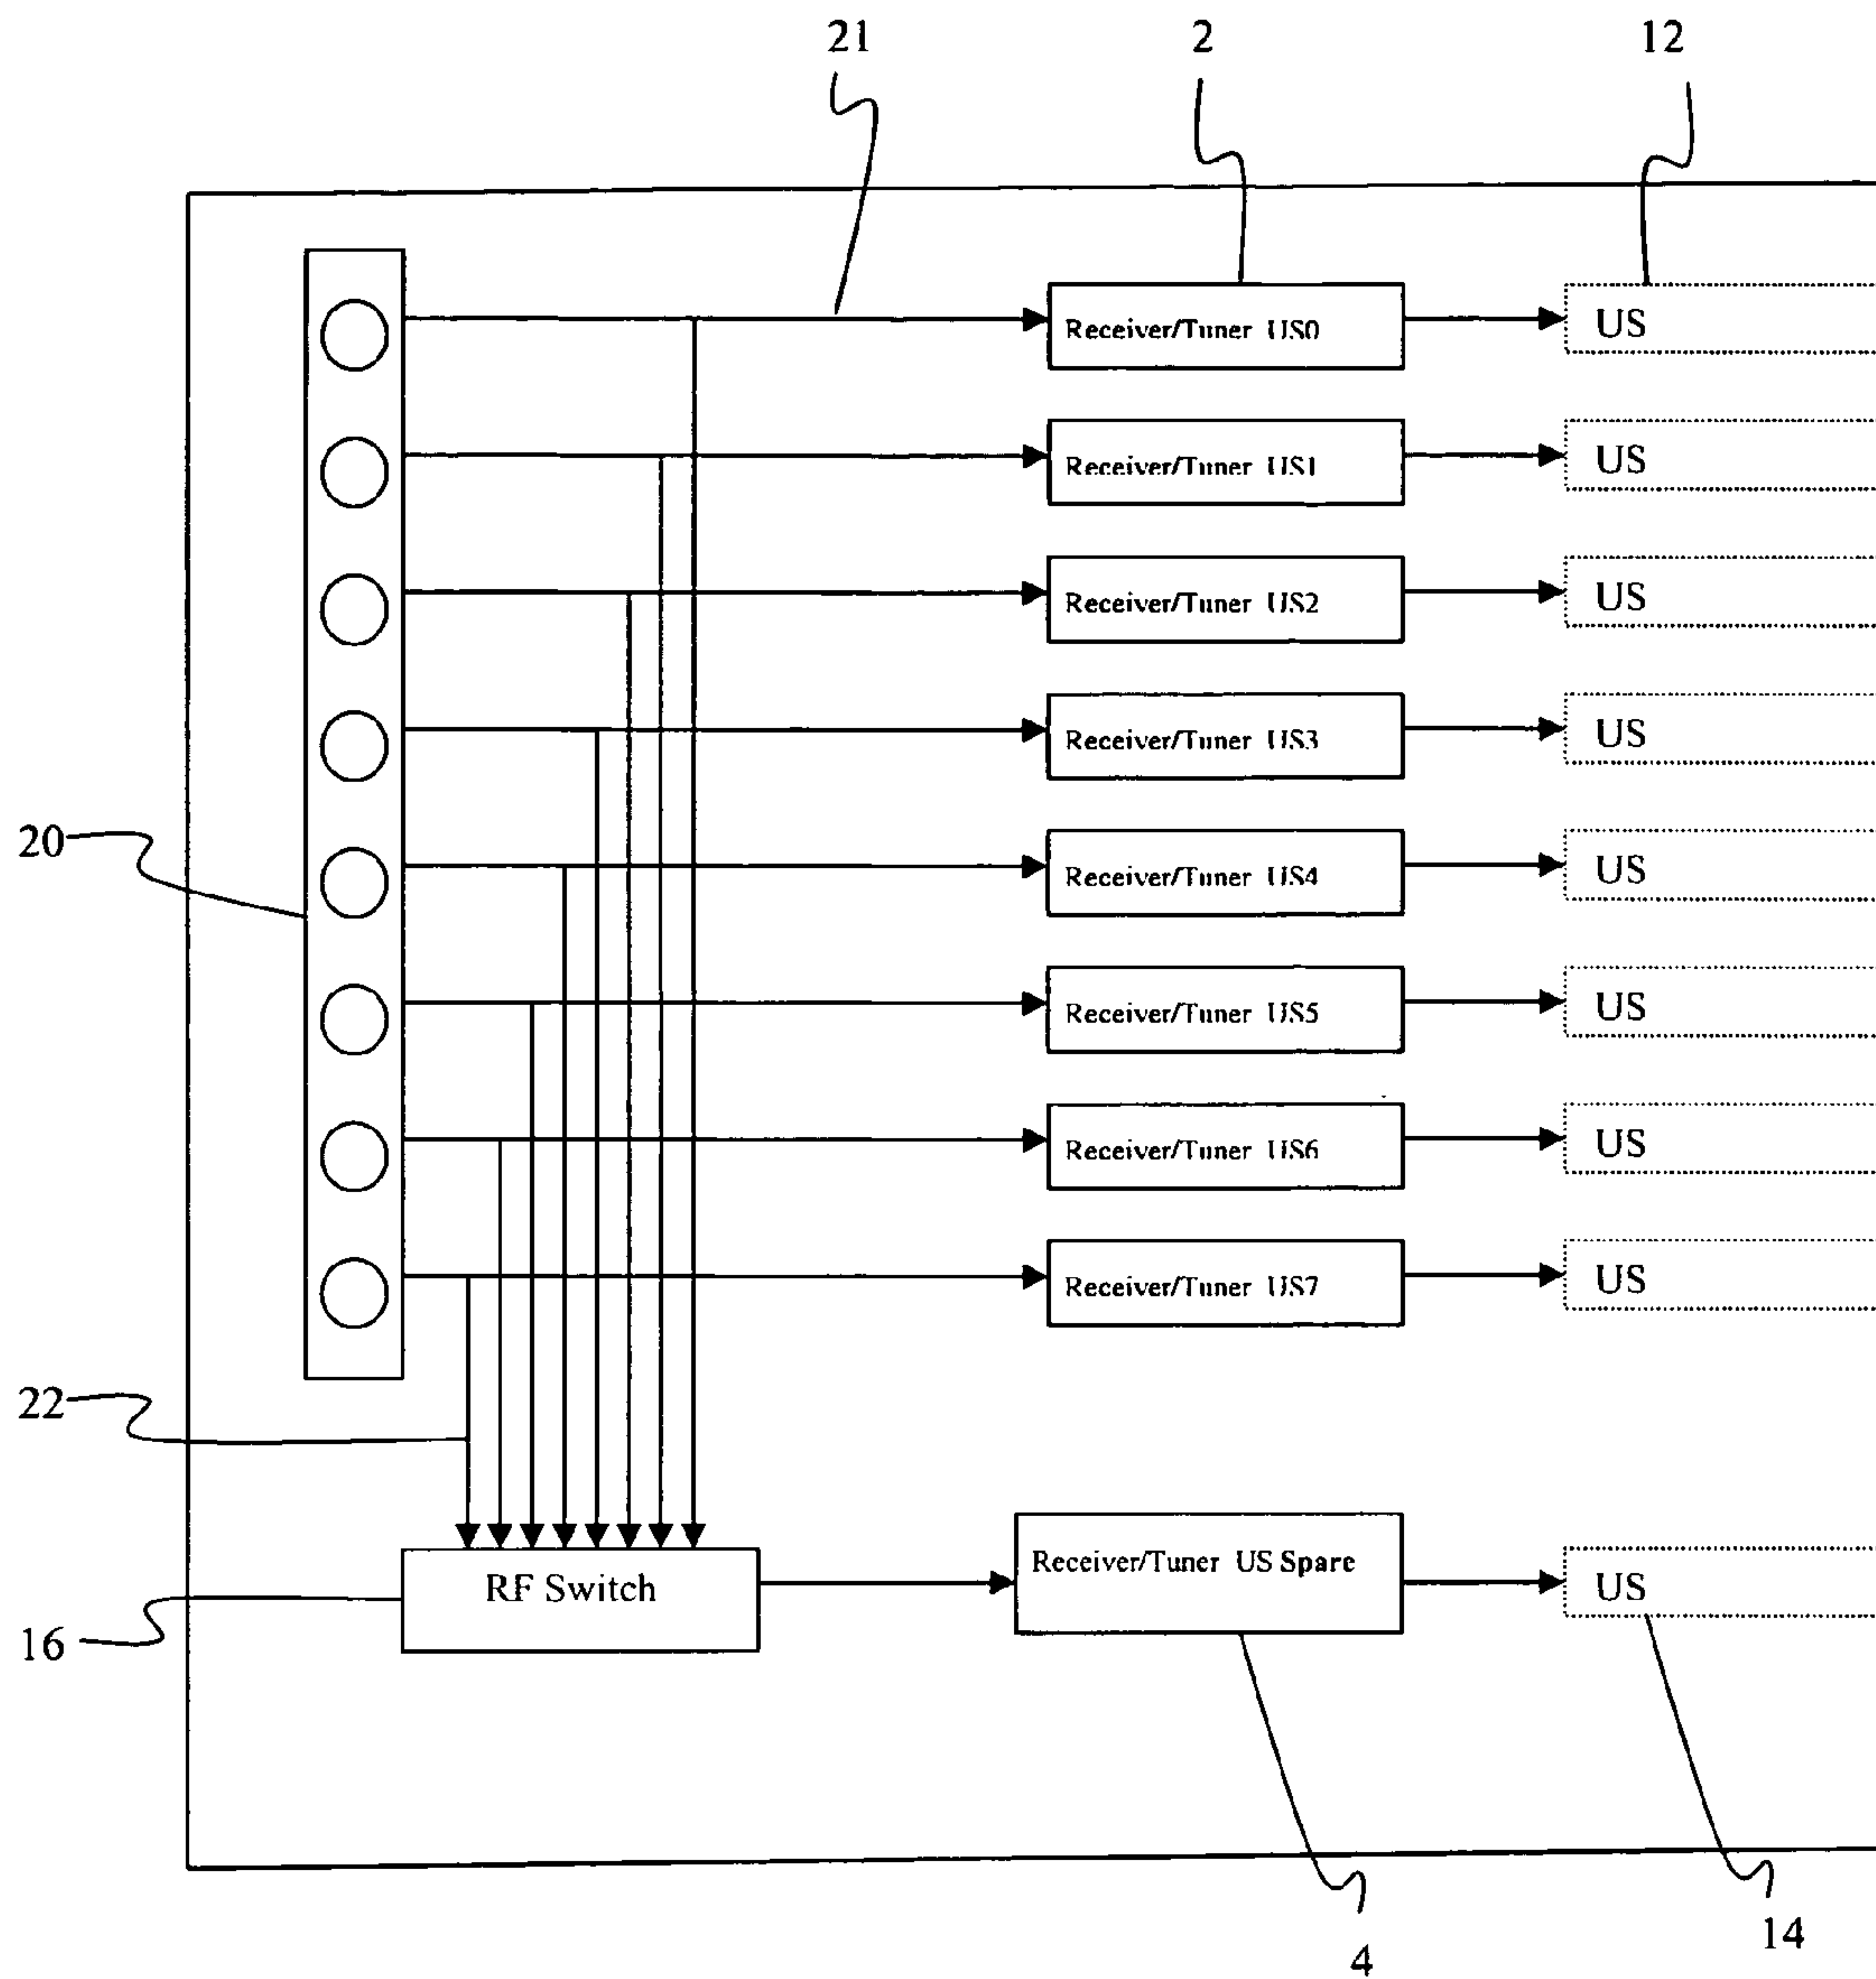 21 2 12
Receiver/Tuner US0 US
Receiver/Tuner US1 US
Receiver/Tuner US2 US
Receiver/Tuner US3 US
20
Receiver/Tuner US4 US
Receiver/Tuner US5 US
Receiver/Tuner US6 US
Receiver/Tuner US7 US
22
RF Switch Receiver/Tuner US Spare US
16
4 14